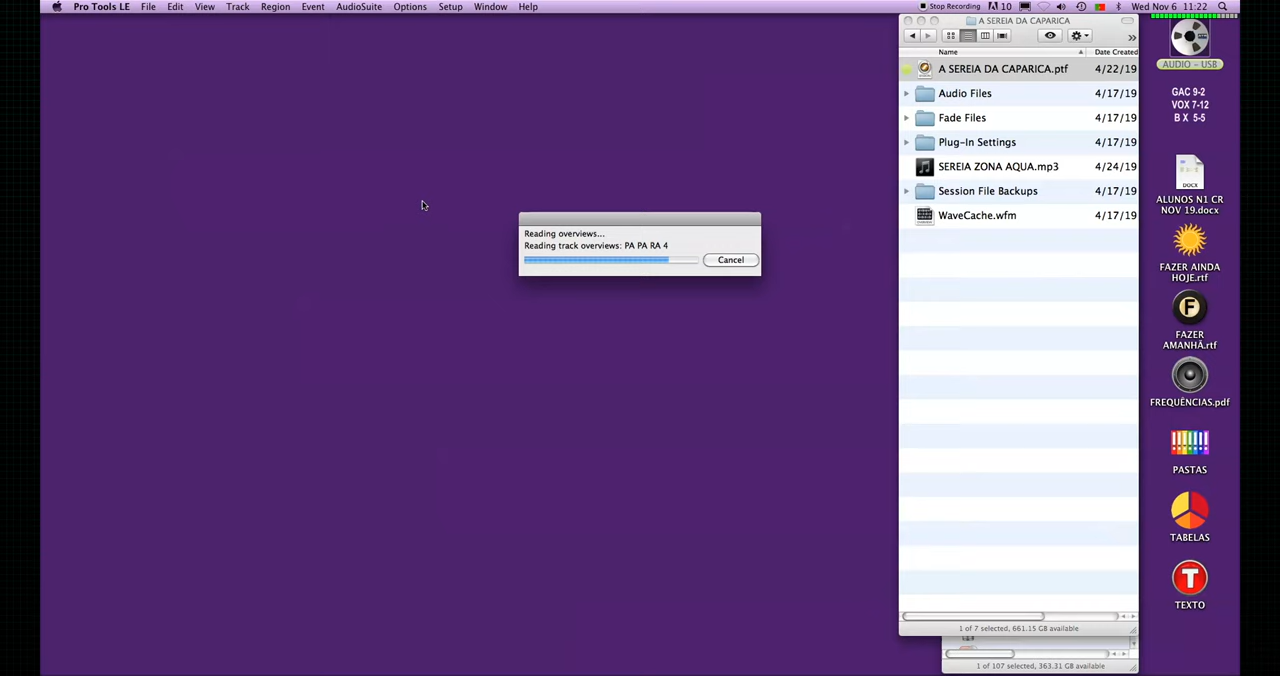 Pro Tools LE File Edit View Track Region Event AudioSuite Options Setup Window Help
Stop Recording 10 Wed Nov 6 11:22
A SEREIA DA CAPARICA
Name Date Created
A SEREIA DA CAPARICA.ptf 4/22/19
Audio Files 4/17/19
Fade Files 4/17/19
Plug-In Settings 4/17/19
SEREIA ZONA AQUA.mp3 4/24/19
Session File Backups 4/17/19
WaveCache.wfm 4/17/19
1 of 7 selected, 661.15 GB available
1 of 107 selected, 363.31 GB available
Reading overviews...
Reading track overviews: PA PA RA 4
Cancel
AUDIO - USB
GAC 9-2
VOX 7-12
B X 5-5
DOCX
ALUNOS N1 CR
NOV 19.docx
FAZER AINDA
HOJE.rtf
F
FAZER
AMANHÃ.rtf
FREQUÊNCIAS.pdf
PASTAS
TABELAS
T
TEXTO